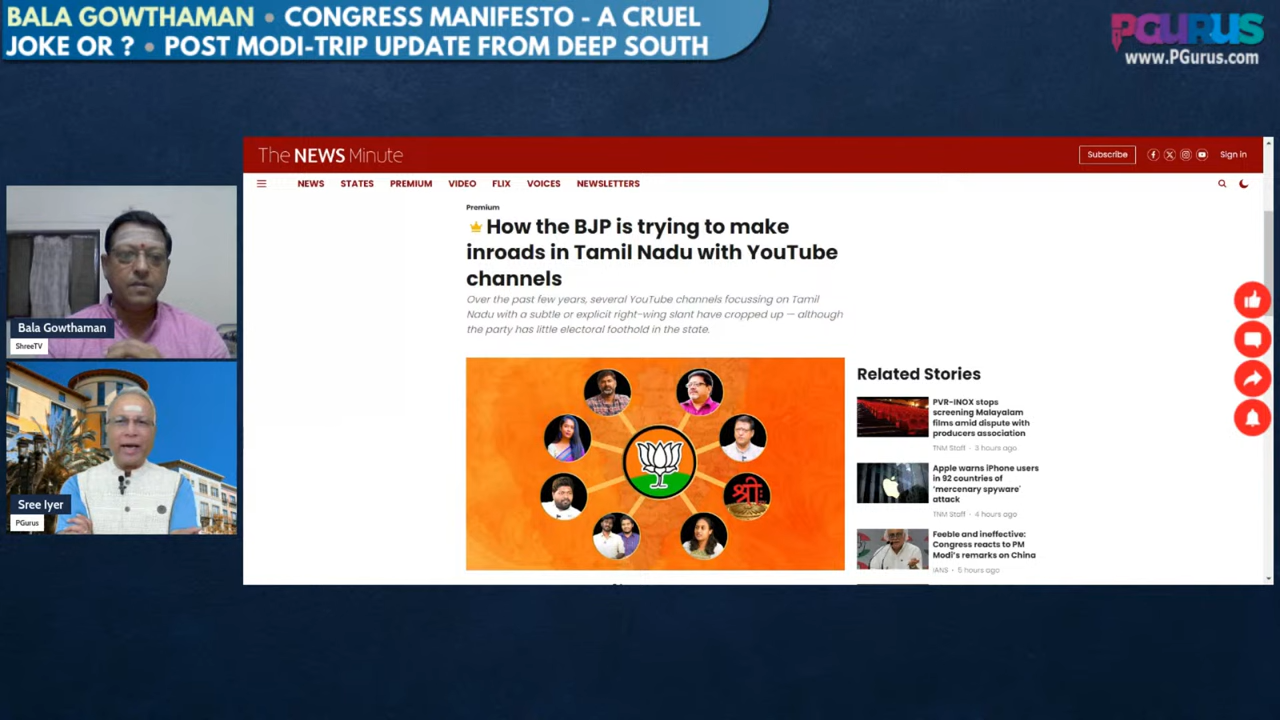 BALA GOWTHAMAN • CONGRESS MANIFESTO - A CRUEL
JOKE OR ? • POST MODI-TRIP UPDATE FROM DEEP SOUTH
PGURUS
www.PGurus.com
The NEWS Minute
Subscribe
Sign in
NEWS STATES PREMIUM VIDEO FLIX VOICES NEWSLETTERS
Premium
How the BJP is trying to make
inroads in Tamil Nadu with YouTube
channels
Over the past few years, several YouTube channels focussing on Tamil
Nadu with a subtle or explicit right-wing slant have cropped up — although
the party has little electoral foothold in the state.
श्रीः
Related Stories
PVR-INOX stops
screening Malayalam
films amid dispute with
producers association
TNM Staff · 3 hours ago
Apple warns iPhone users
in 92 countries of
'mercenary spyware'
attack
TNM Staff · 4 hours ago
Feeble and ineffective:
Congress reacts to PM
Modi's remarks on China
IANS · 5 hours ago
Bala Gowthaman
ShreeTV
Sree Iyer
PGurus